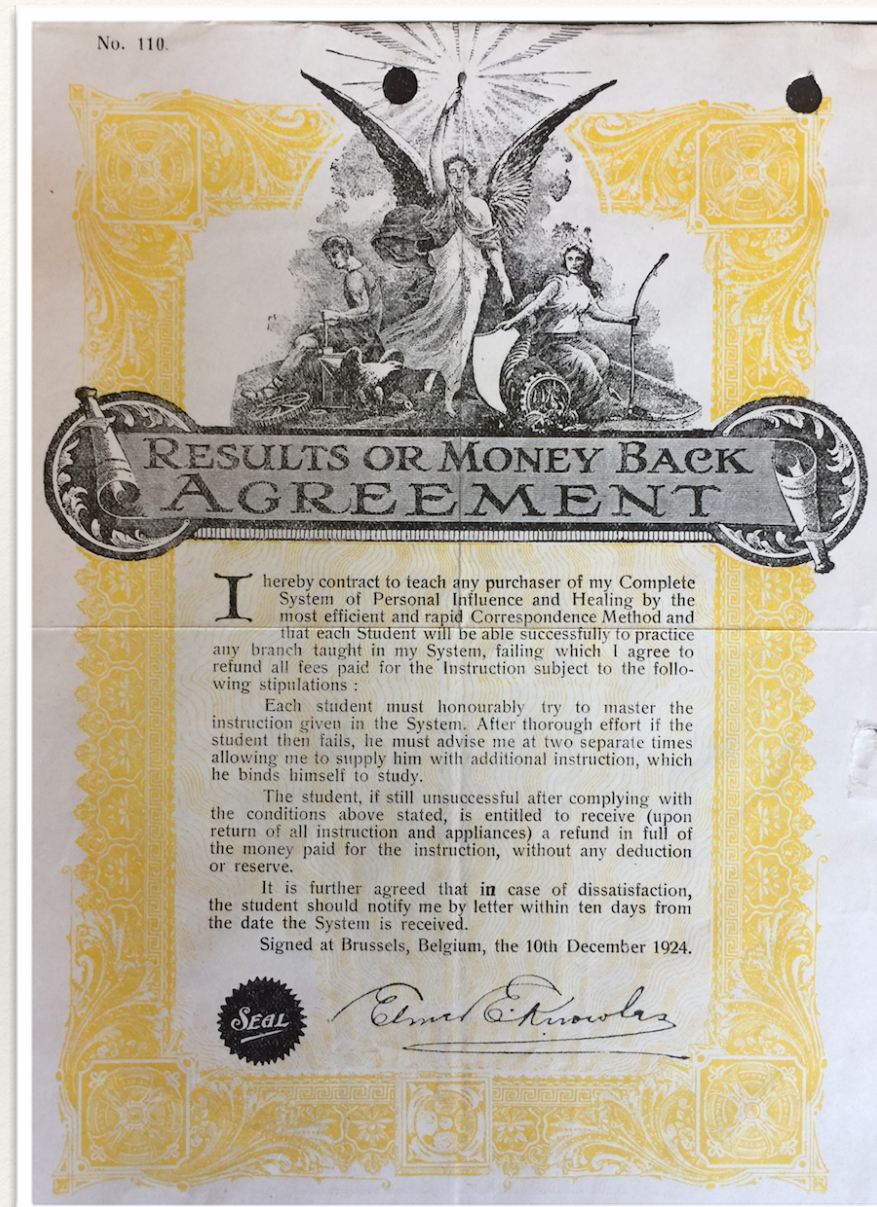 No. 110.
RESULTS OR MONEY BACK
AGREEMENT
I hereby contract to teach any purchaser of my Complete
System of Personal Influence and Healing by the
most efficient and rapid Correspondence Method and
that each Student will be able successfully to practice
any branch taught in my System, failing which I agree to
refund all fees paid for the Instruction subject to the follo-
wing stipulations :
Each student must honourably try to master the
instruction given in the System. After thorough effort if the
student then fails, he must advise me at two separate times
allowing me to supply him with additional instruction, which
he binds himself to study.
The student, if still unsuccessful after complying with
the conditions above stated, is entitled to receive (upon
return of all instruction and appliances) a refund in full of
the money paid for the instruction, without any deduction
or reserve.
It is further agreed that in case of dissatisfaction,
the student should notify me by letter within ten days from
the date the System is received.
Signed at Brussels, Belgium, the 10th December 1924.
SEAL
Elmer E. Knowles